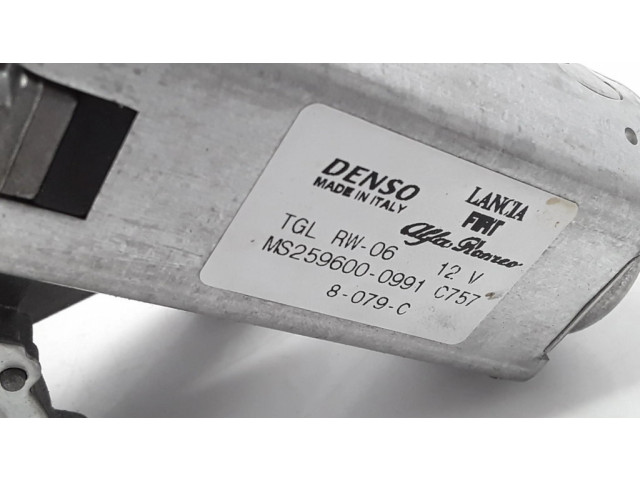 DENSO
MADE IN ITALY
LANCIA
FIAT
Alfa Romeo
TGL RW-06 12 V
MS259600-0991 C757
8-079-C